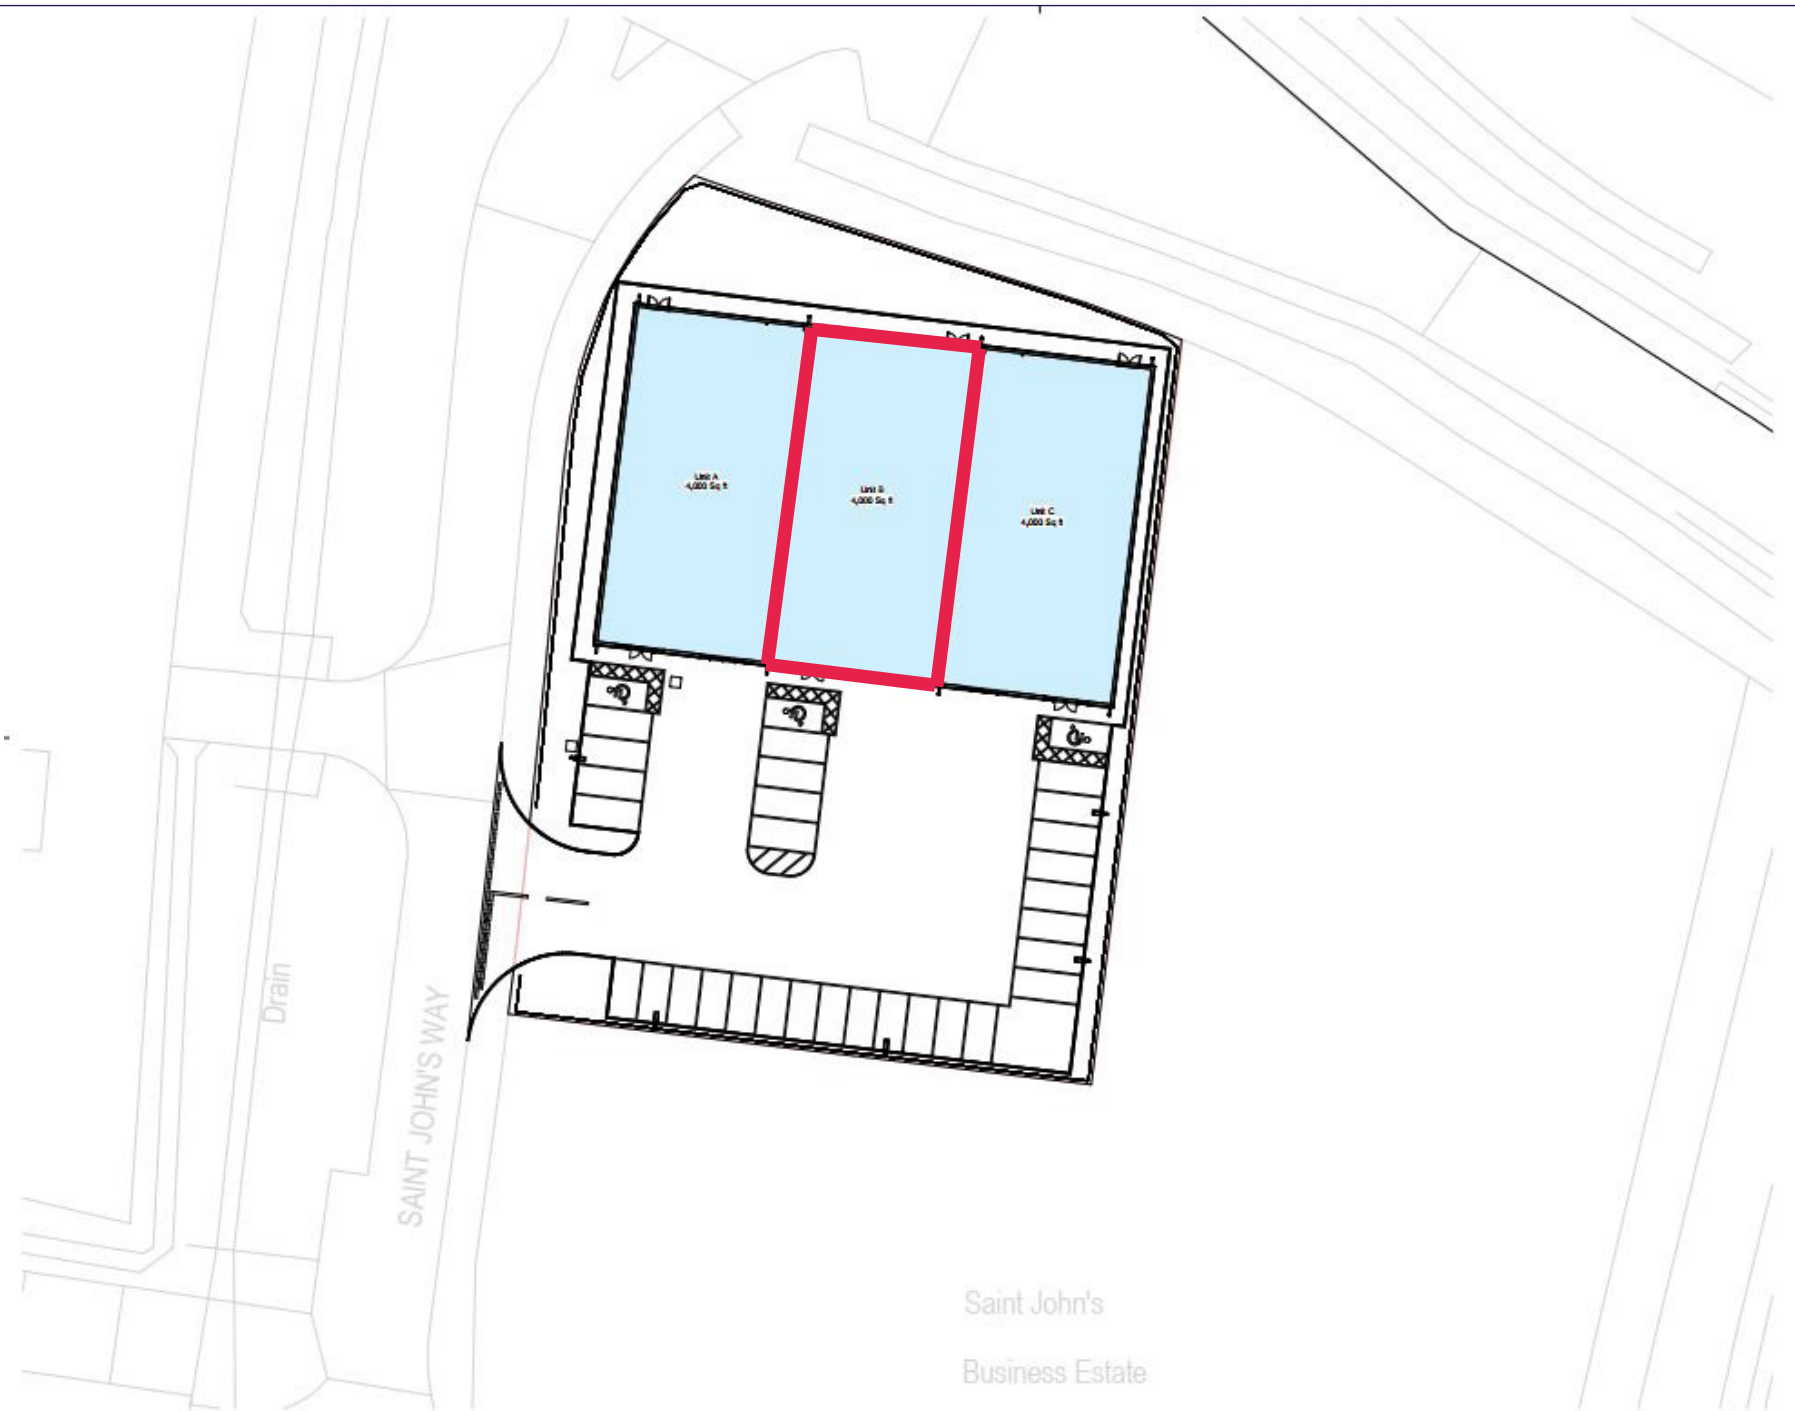 Unit A
4,000 Sq ft
Unit B
4,000 Sq ft
Unit C
4,000 Sq ft
Drain
SAINT JOHN'S WAY
Saint John's
Business Estate